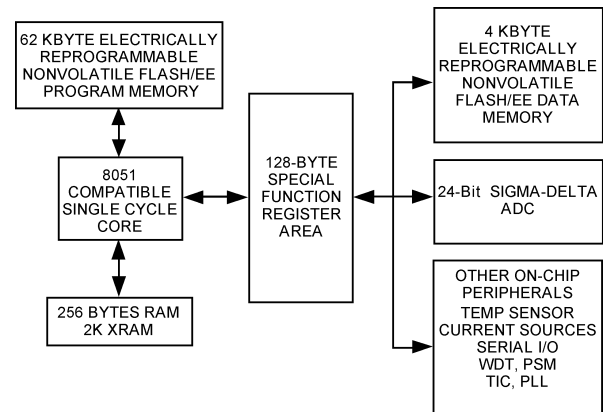 62 KBYTE ELECTRICALLY
REPROGRAMMABLE
NONVOLATILE FLASH/EE
PROGRAM MEMORY
8051
COMPATIBLE
SINGLE CYCLE
CORE
256 BYTES RAM
2K XRAM
128-BYTE
SPECIAL
FUNCTION
REGISTER
AREA
4 KBYTE
ELECTRICALLY
REPROGRAMMABLE
NONVOLATILE
FLASH/EE DATA
MEMORY
24-Bit SIGMA-DELTA
ADC
OTHER ON-CHIP
PERIPHERALS
TEMP SENSOR
CURRENT SOURCES
SERIAL I/O
WDT, PSM
TIC, PLL